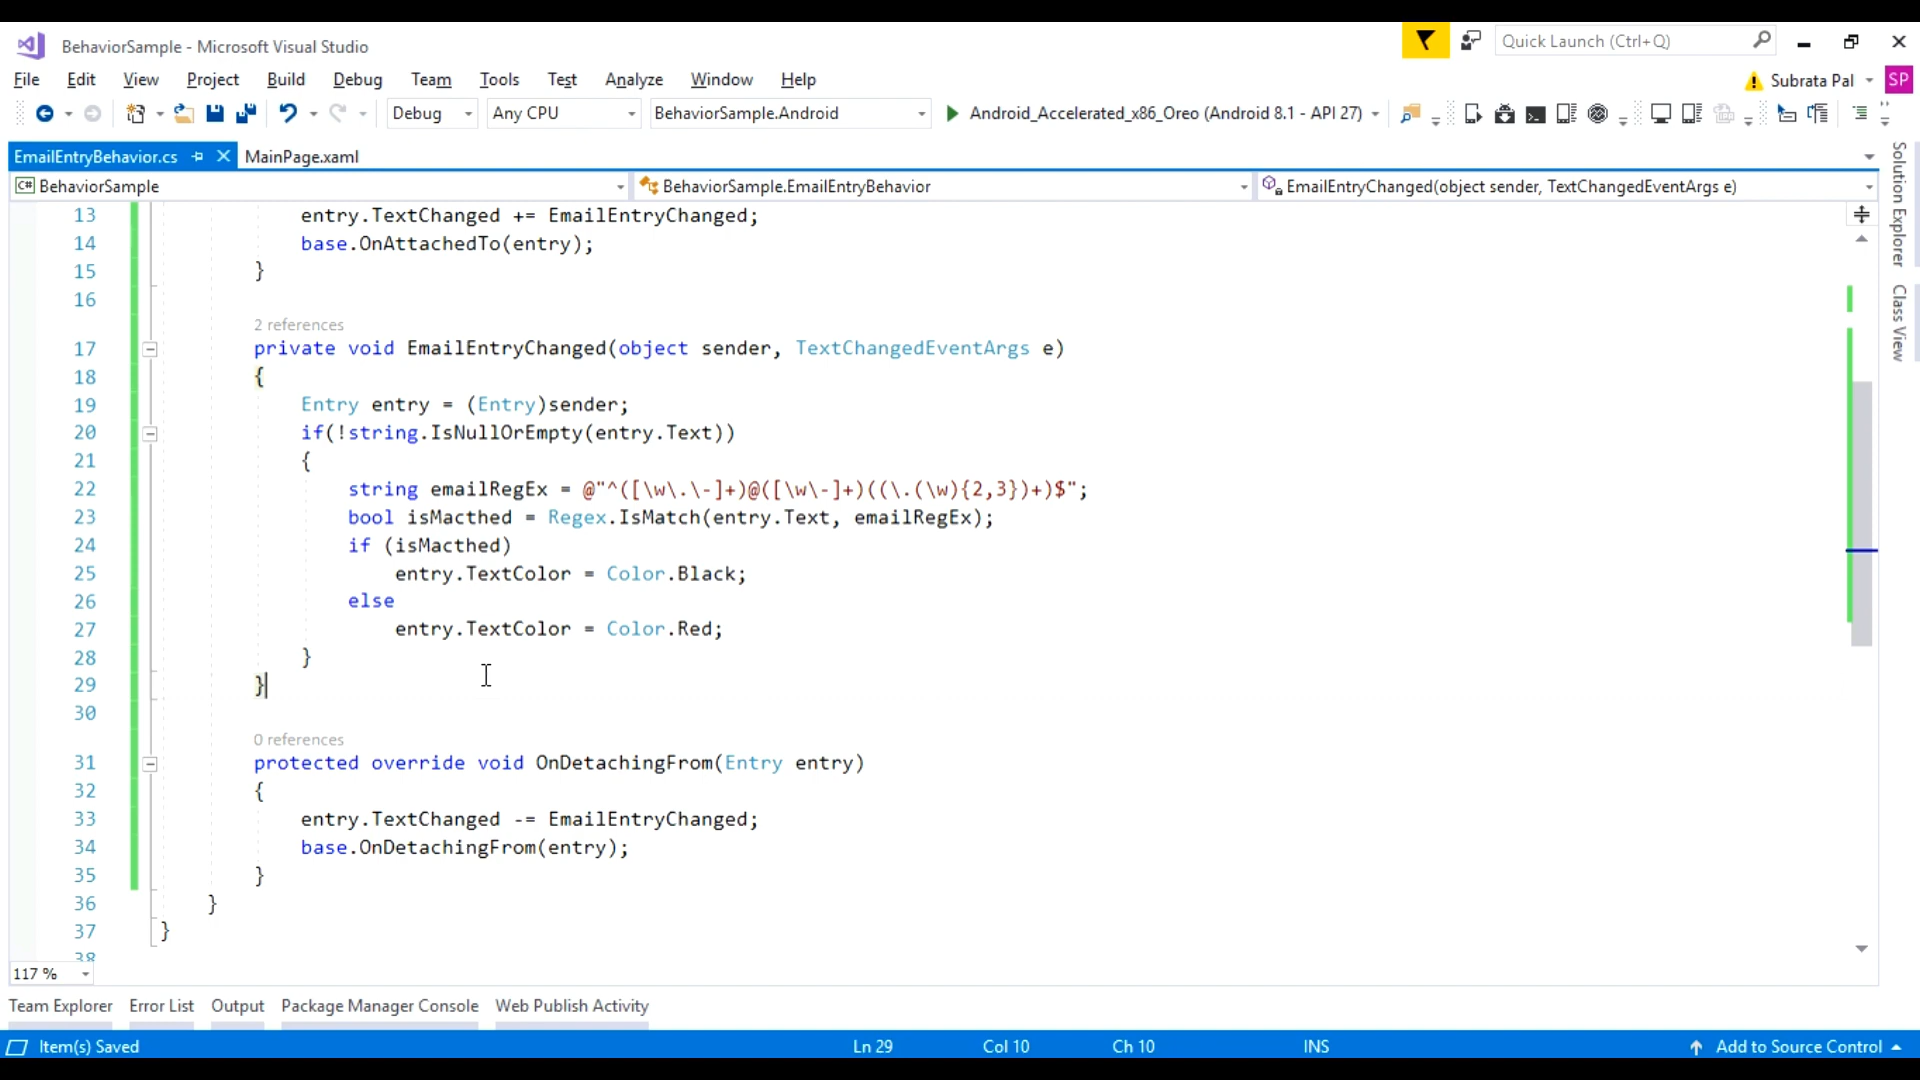 BehaviorSample - Microsoft Visual Studio
Quick Launch (Ctrl+Q)
File Edit View Project Build Debug Team Tools Test Analyze Window Help
Subrata Pal SP
Debug Any CPU BehaviorSample.Android Android_Accelerated_x86_Oreo (Android 8.1 - API 27)
EmailEntryBehavior.cs MainPage.xaml
C# BehaviorSample BehaviorSample.EmailEntryBehavior EmailEntryChanged(object sender, TextChangedEventArgs e)
Solution Explorer
Class View
13 entry.TextChanged += EmailEntryChanged;
14 base.OnAttachedTo(entry);
15 }
16
2 references
17 private void EmailEntryChanged(object sender, TextChangedEventArgs e)
18 {
19 Entry entry = (Entry)sender;
20 if(!string.IsNullOrEmpty(entry.Text))
21 {
22 string emailRegEx = @"^([\w\.\-]+)@([\w\-]+)((\.(\w){2,3})+)$";
23 bool isMacthed = Regex.IsMatch(entry.Text, emailRegEx);
24 if (isMacthed)
25 entry.TextColor = Color.Black;
26 else
27 entry.TextColor = Color.Red;
28 }
29 }
30
0 references
31 protected override void OnDetachingFrom(Entry entry)
32 {
33 entry.TextChanged -= EmailEntryChanged;
34 base.OnDetachingFrom(entry);
35 }
36 }
37 }
38
117 %
Team Explorer Error List Output Package Manager Console Web Publish Activity
Item(s) Saved Ln 29 Col 10 Ch 10 INS Add to Source Control